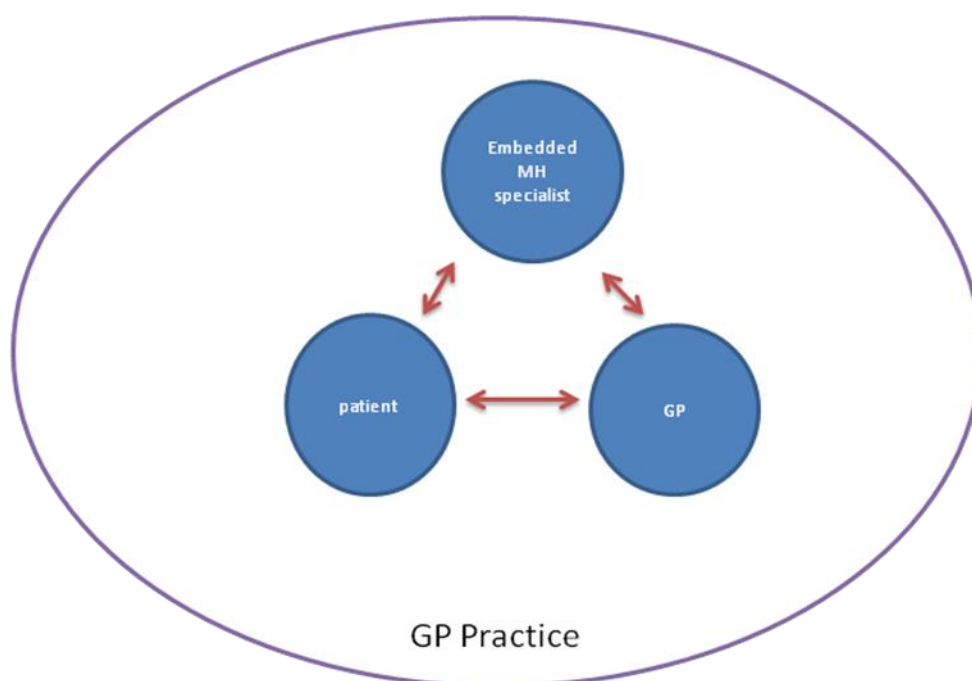 Embedded
MH
specialist
patient
GP
GP Practice